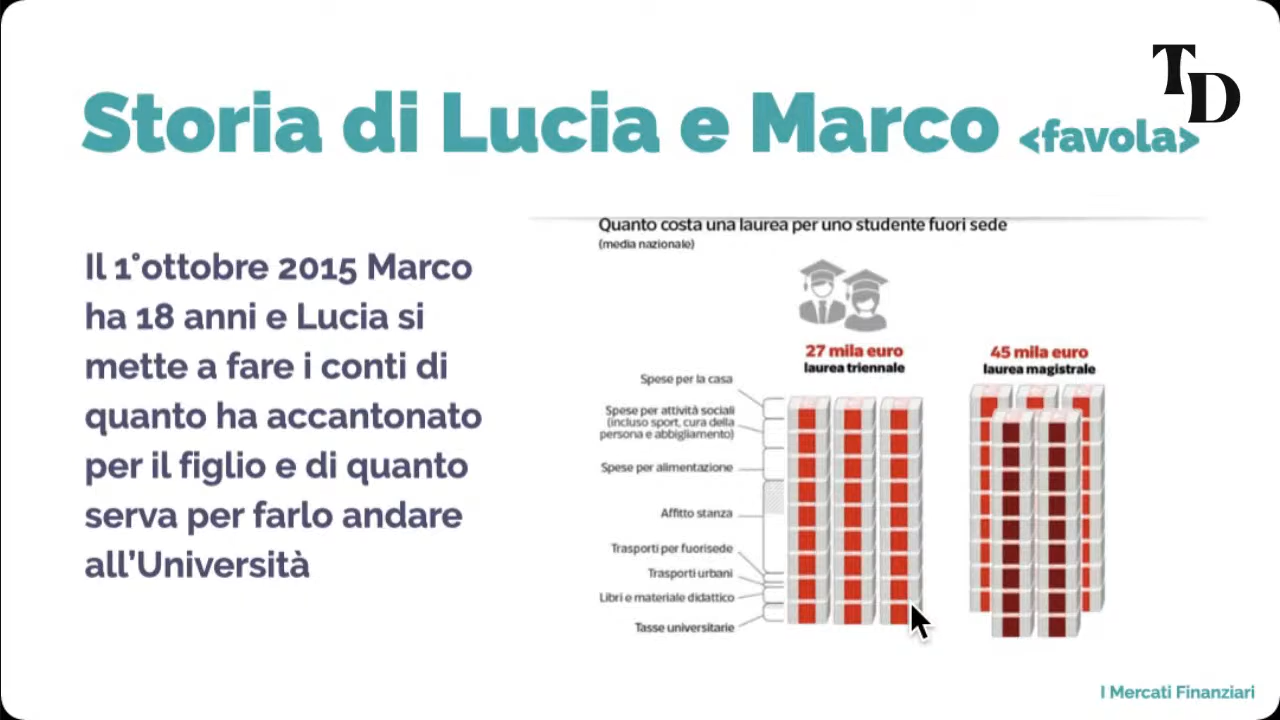 TD
Storia di Lucia e Marco <favola>
Il 1°ottobre 2015 Marco
ha 18 anni e Lucia si
mette a fare i conti di
quanto ha accantonato
per il figlio e di quanto
serva per farlo andare
all'Università
Quanto costa una laurea per uno studente fuori sede
(media nazionale)
27 mila euro
laurea triennale
45 mila euro
laurea magistrale
Spese per la casa
Spese per attività sociali
(incluso sport, cura della
persona e abbigliamento)
Spese per alimentazione
Affitto stanza
Trasporti per fuorisede
Trasporti urbani
Libri e materiale didattico
Tasse universitarie
I Mercati Finanziari